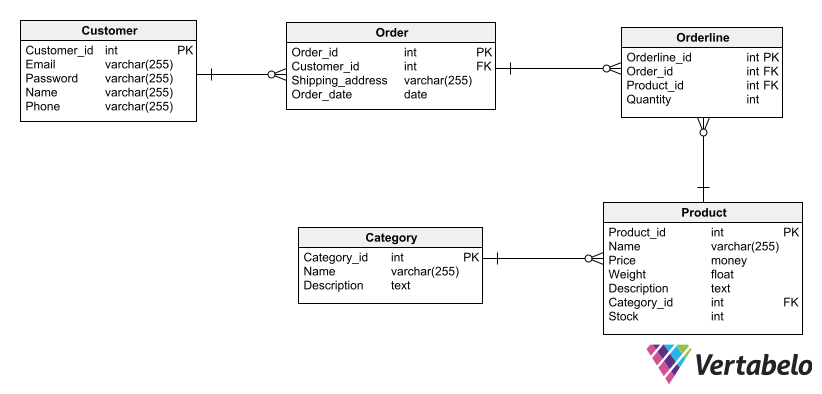 Customer
Customer_id int PK
Email varchar(255)
Password varchar(255)
Name varchar(255)
Phone varchar(255)
Order
Order_id int PK
Customer_id int FK
Shipping_address varchar(255)
Order_date date
Orderline
Orderline_id int PK
Order_id int FK
Product_id int FK
Quantity int
Category
Category_id int PK
Name varchar(255)
Description text
Product
Product_id int PK
Name varchar(255)
Price money
Weight float
Description text
Category_id int FK
Stock int
Vertabelo